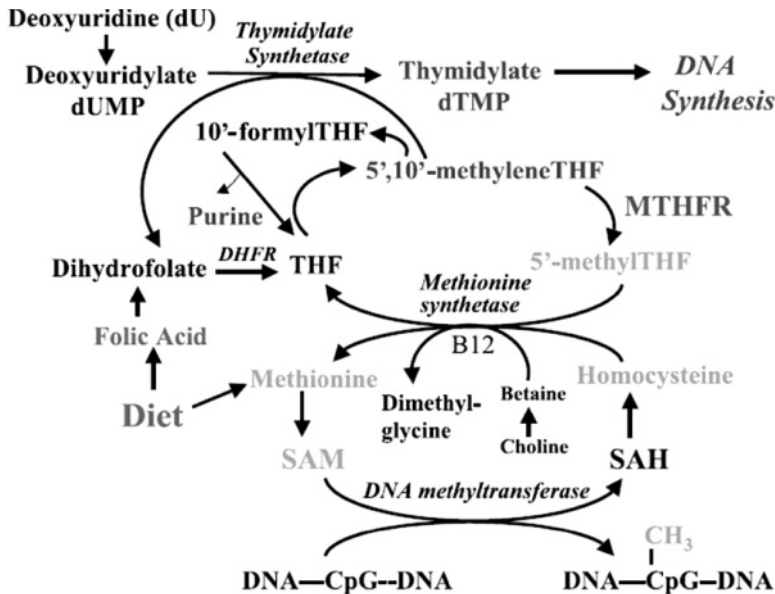 Deoxyuridine (dU)
Thymidylate
Synthetase
Deoxyuridylate
dUMP
Thymidylate
dTMP
DNA
Synthesis
10'-formylTHF
5',10'-methyleneTHF
Purine
MTHFR
Dihydrofolate
DHFR
THF
5'-methylTHF
Methionine
synthetase
Folic Acid
B12
Methionine
Homocysteine
Diet
Dimethyl-
glycine
Betaine
Choline
SAM
SAH
DNA methyltransferase
CH3
DNA—CpG--DNA
DNA—CpG–DNA